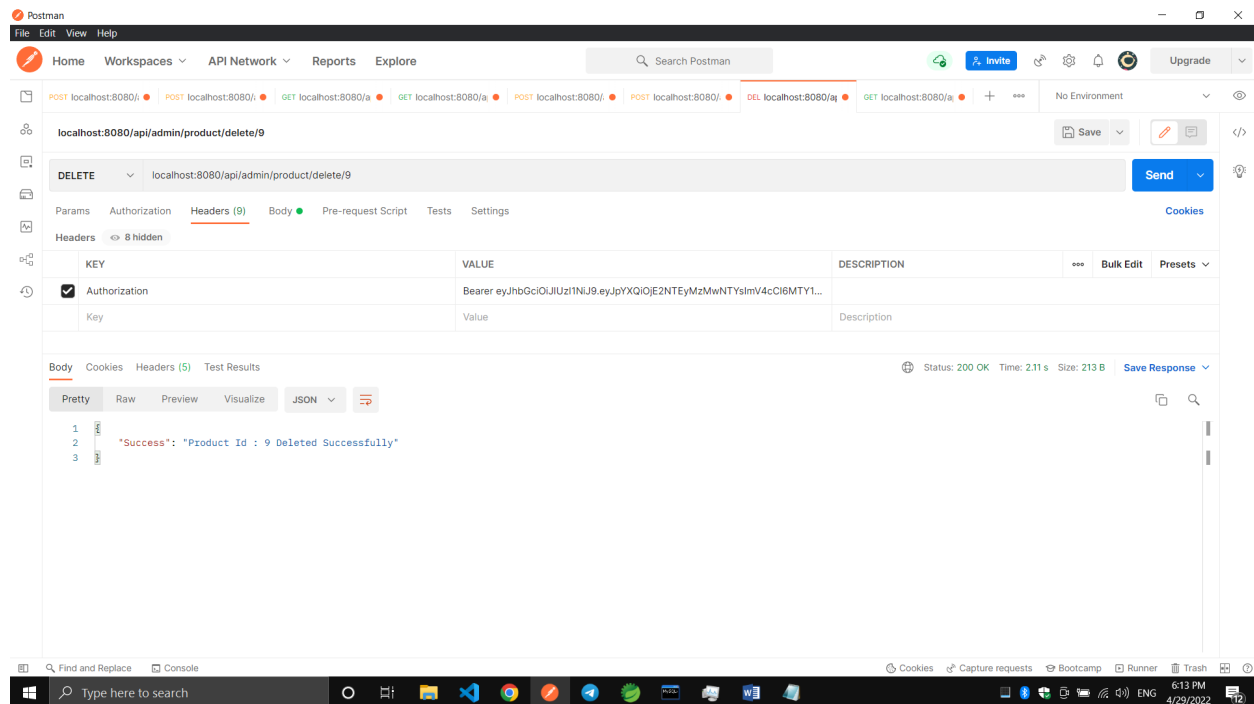 Postman
File Edit View Help
Home Workspaces API Network Reports Explore Search Postman Invite Upgrade
POST localhost:8080/ POST localhost:8080/ GET localhost:8080/a GET localhost:8080/a POST localhost:8080/ POST localhost:8080/ DEL localhost:8080/a GET localhost:8080/a No Environment
localhost:8080/api/admin/product/delete/9 Save
DELETE localhost:8080/api/admin/product/delete/9 Send
Params Authorization Headers (9) Body Pre-request Script Tests Settings Cookies
Headers 8 hidden
KEY VALUE DESCRIPTION Bulk Edit Presets
Authorization Bearer eyJhbGciOiJIUzI1NiJ9.eyJpYXQiOjE2NTEyMzMwNTYsImV4cCI6MTY1...
Key Value Description
Body Cookies Headers (5) Test Results Status: 200 OK Time: 2.11 s Size: 213 B Save Response
Pretty Raw Preview Visualize JSON
1 {
2 "Success": "Product Id : 9 Deleted Successfully"
3 }
Find and Replace Console Cookies Capture requests Bootcamp Runner Trash
Type here to search ENG 6:13 PM
4/29/2022 12